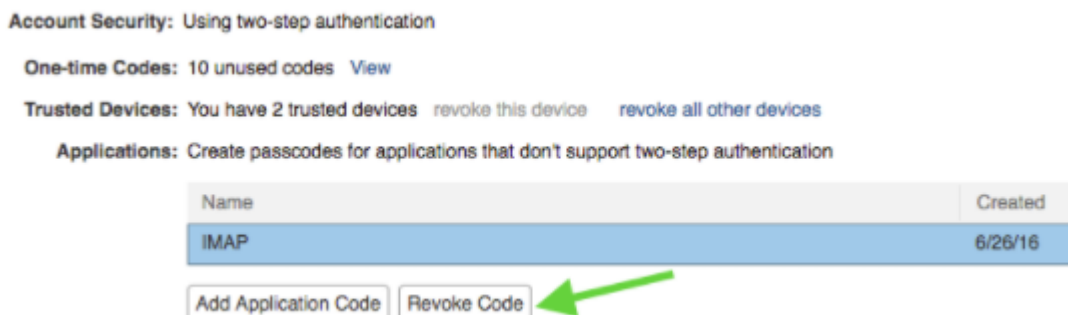 Account Security: Using two-step authentication
One-time Codes: 10 unused codes View
Trusted Devices: You have 2 trusted devices revoke this device revoke all other devices
Applications: Create passcodes for applications that don't support two-step authentication
Name Created
IMAP 6/26/16
Add Application Code Revoke Code